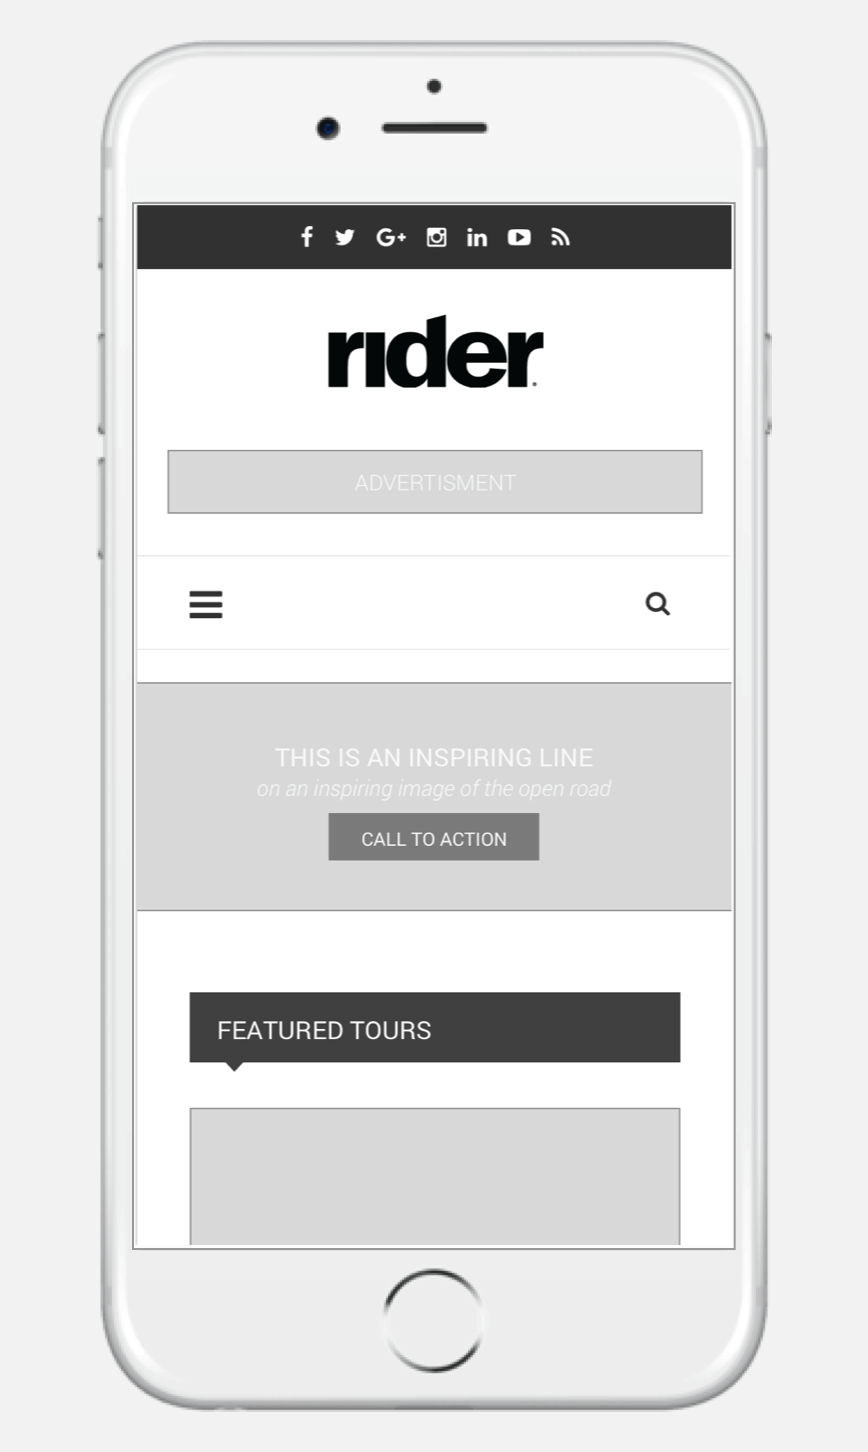 rider
ADVERTISMENT
THIS IS AN INSPIRING LINE
on an inspiring image of the open road
CALL TO ACTION
FEATURED TOURS